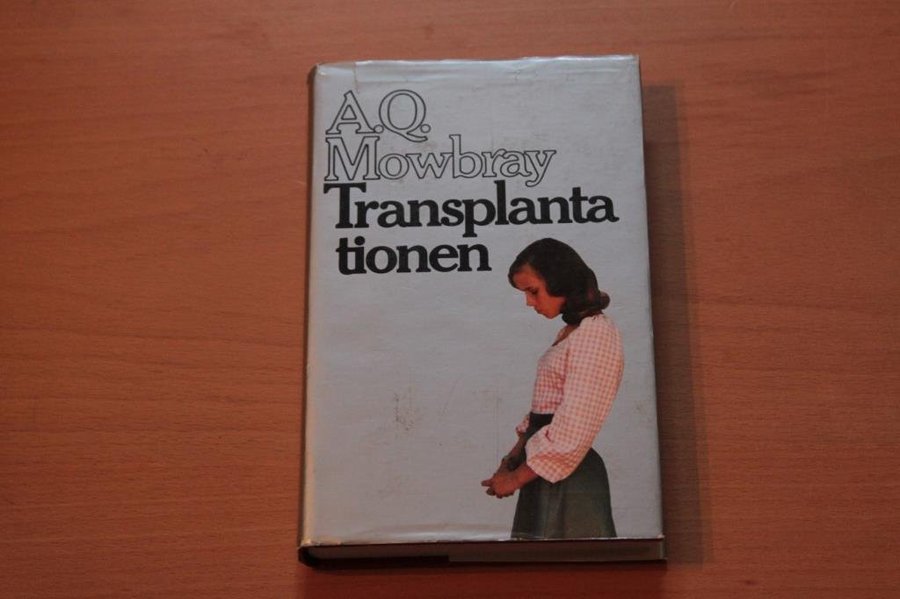 A.Q.
Mowbray
Transplanta
tionen